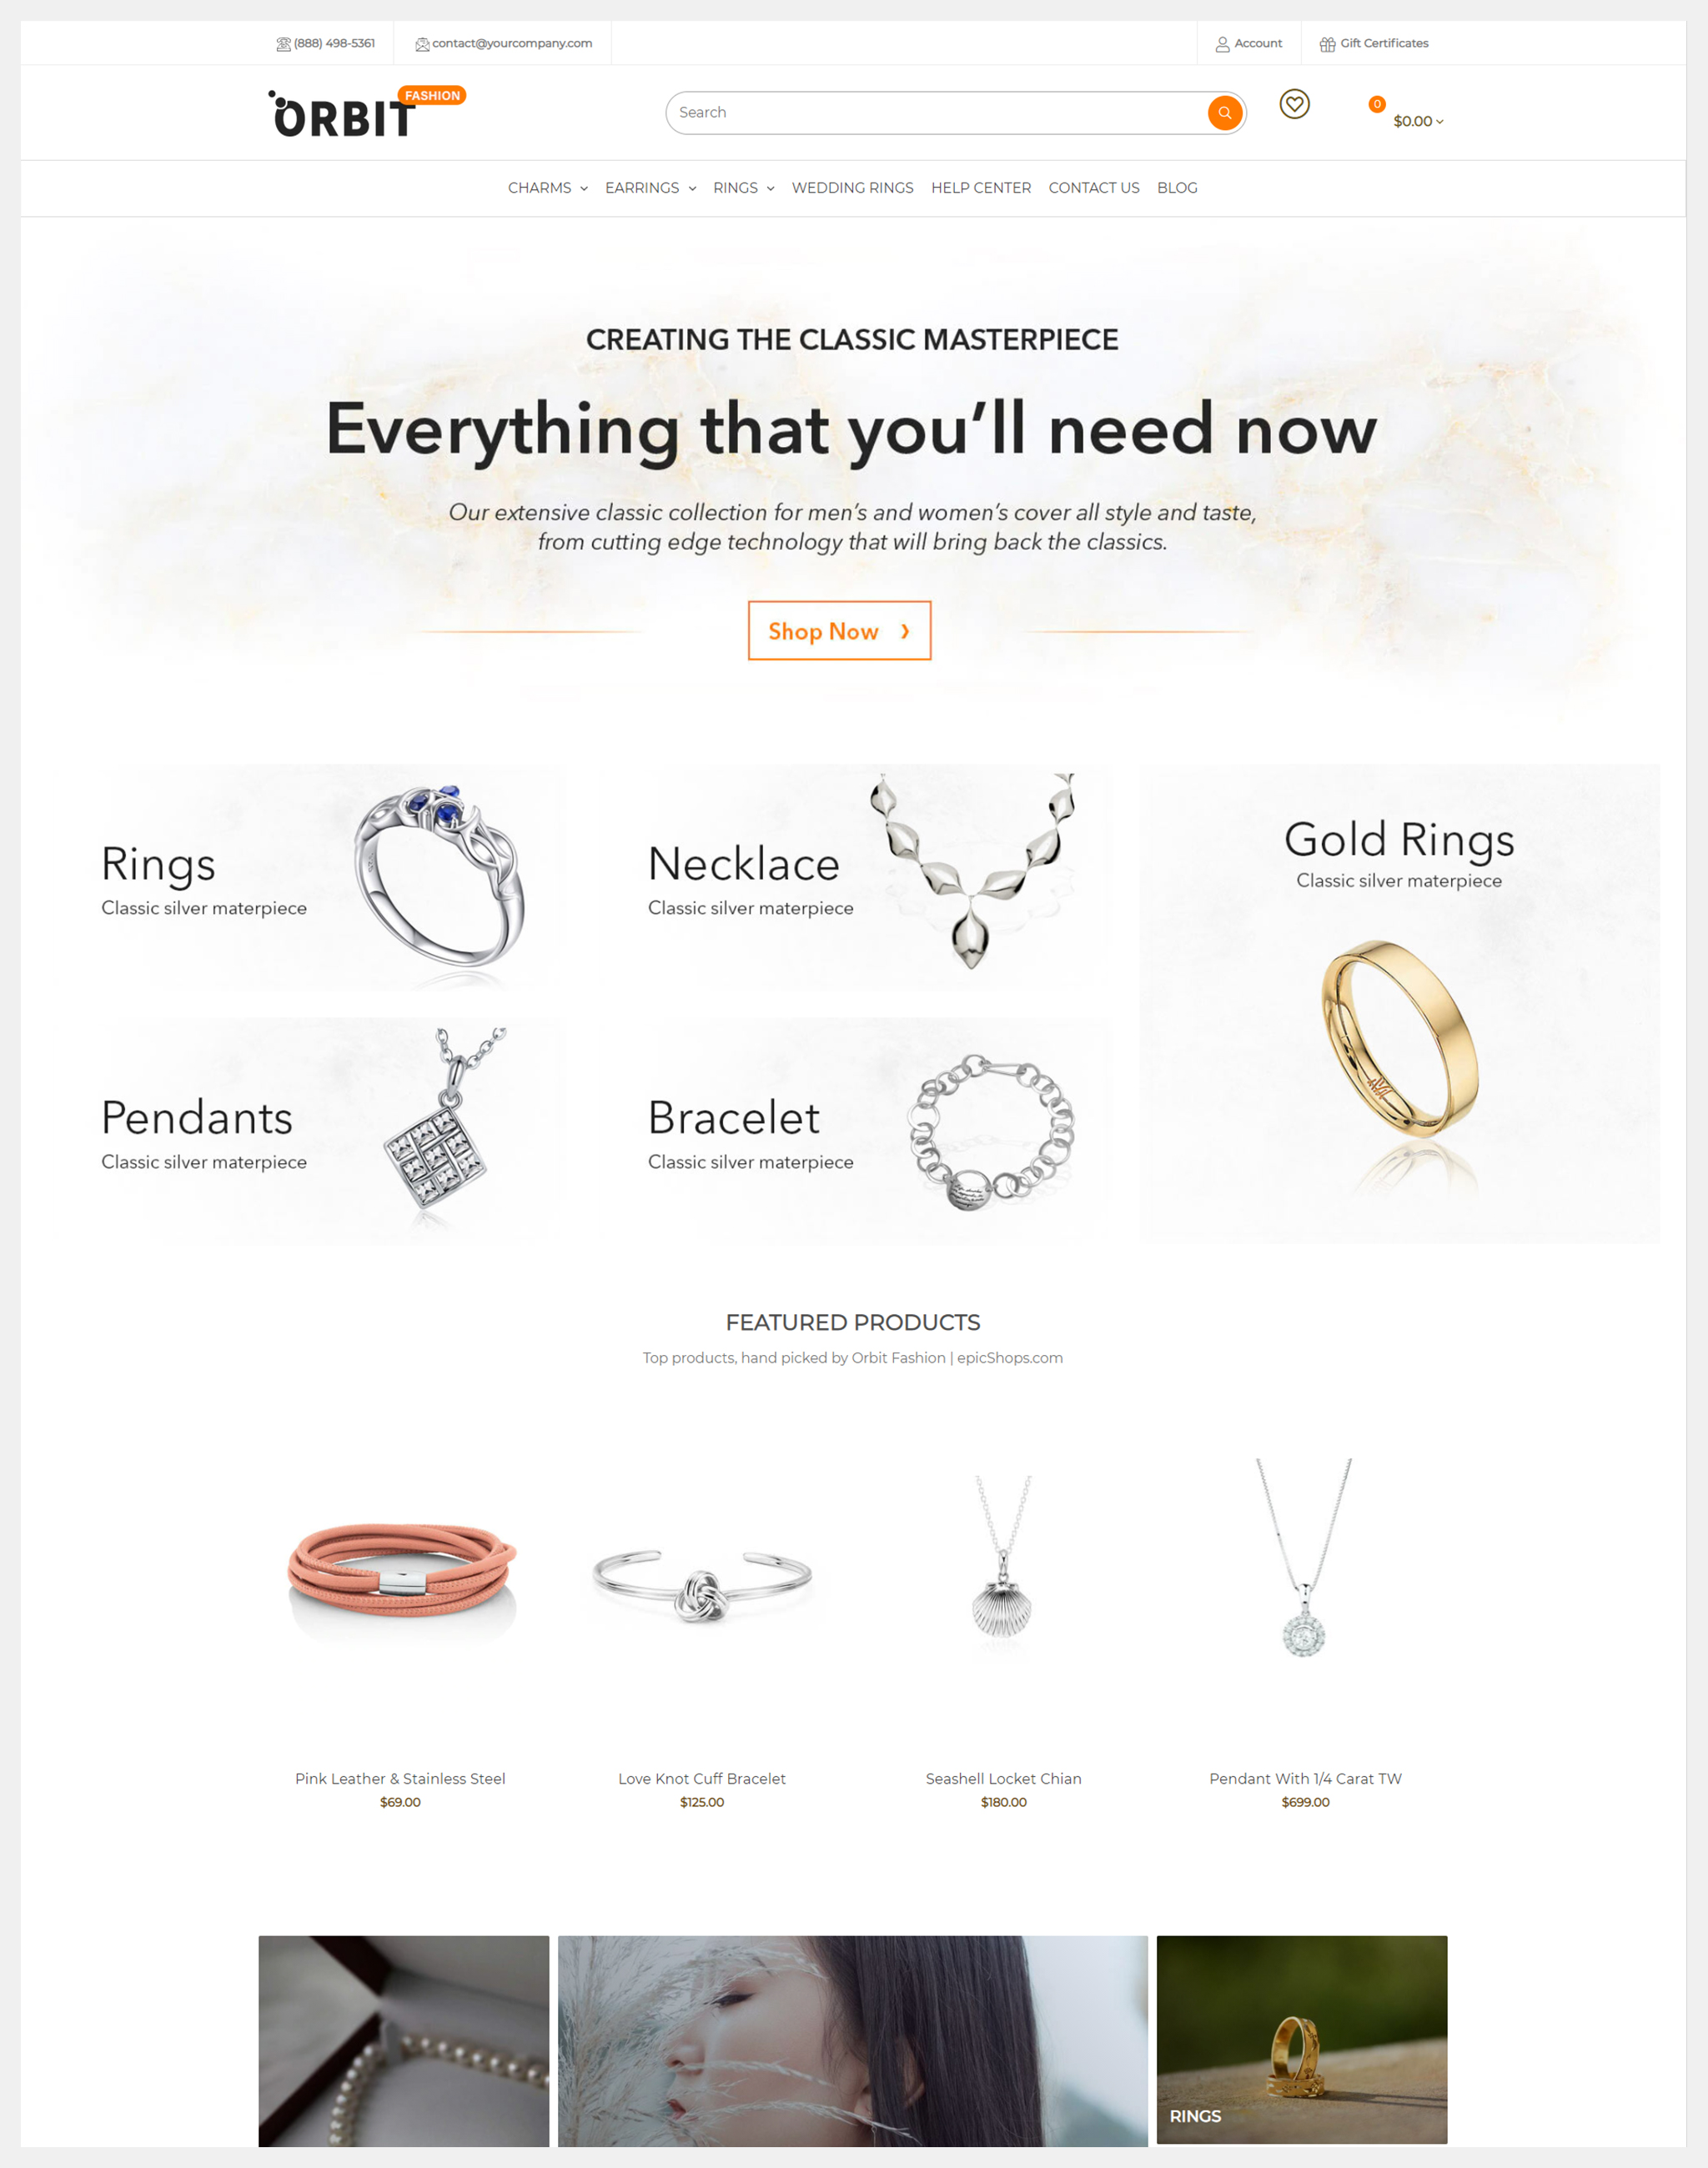 (888) 498-5361
contact@yourcompany.com
Account
Gift Certificates
ORBIT
FASHION
Search
0
$0.00
CHARMS
EARRINGS
RINGS
WEDDING RINGS
HELP CENTER
CONTACT US
BLOG
CREATING THE CLASSIC MASTERPIECE
Everything that you’ll need now
Our extensive classic collection for men’s and women’s cover all style and taste,
from cutting edge technology that will bring back the classics.
Shop Now
Rings
Classic silver materpiece
Necklace
Classic silver materpiece
Gold Rings
Classic silver materpiece
Pendants
Classic silver materpiece
Bracelet
Classic silver materpiece
FEATURED PRODUCTS
Top products, hand picked by Orbit Fashion | epicShops.com
Pink Leather & Stainless Steel
$69.00
Love Knot Cuff Bracelet
$125.00
Seashell Locket Chian
$180.00
Pendant With 1/4 Carat TW
$699.00
RINGS